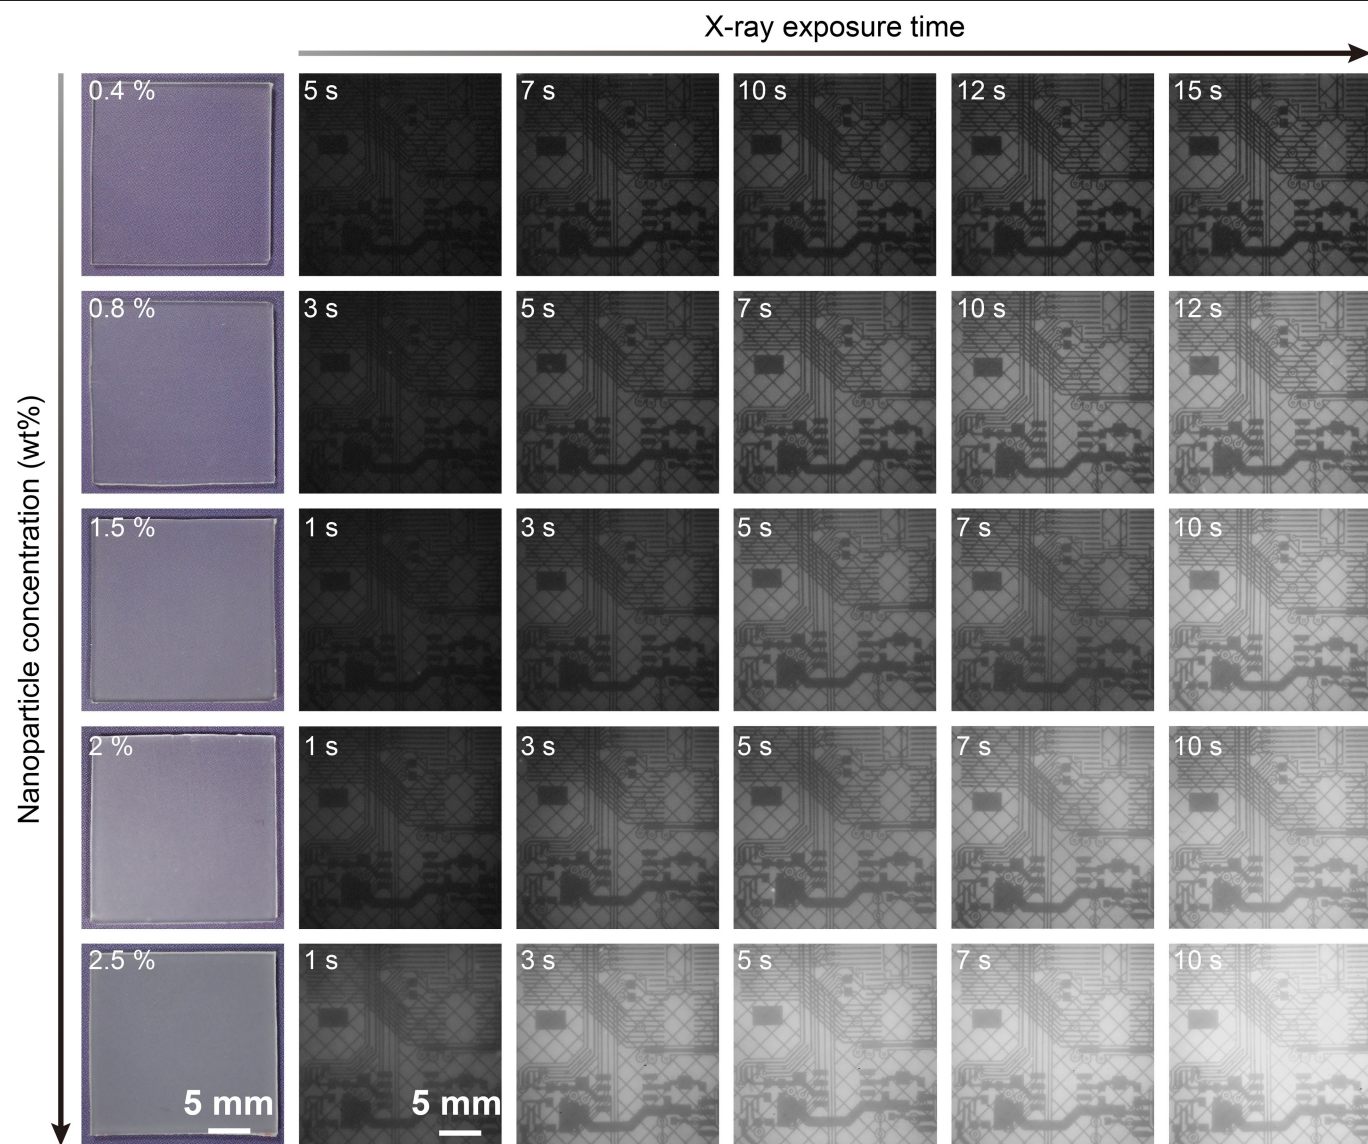 X-ray exposure time
Nanoparticle concentration (wt%)
0.4 %
5 s
7 s
10 s
12 s
15 s
0.8 %
3 s
5 s
7 s
10 s
12 s
1.5 %
1 s
3 s
5 s
7 s
10 s
2 %
1 s
3 s
5 s
7 s
10 s
2.5 %
1 s
3 s
5 s
7 s
10 s
5 mm
5 mm